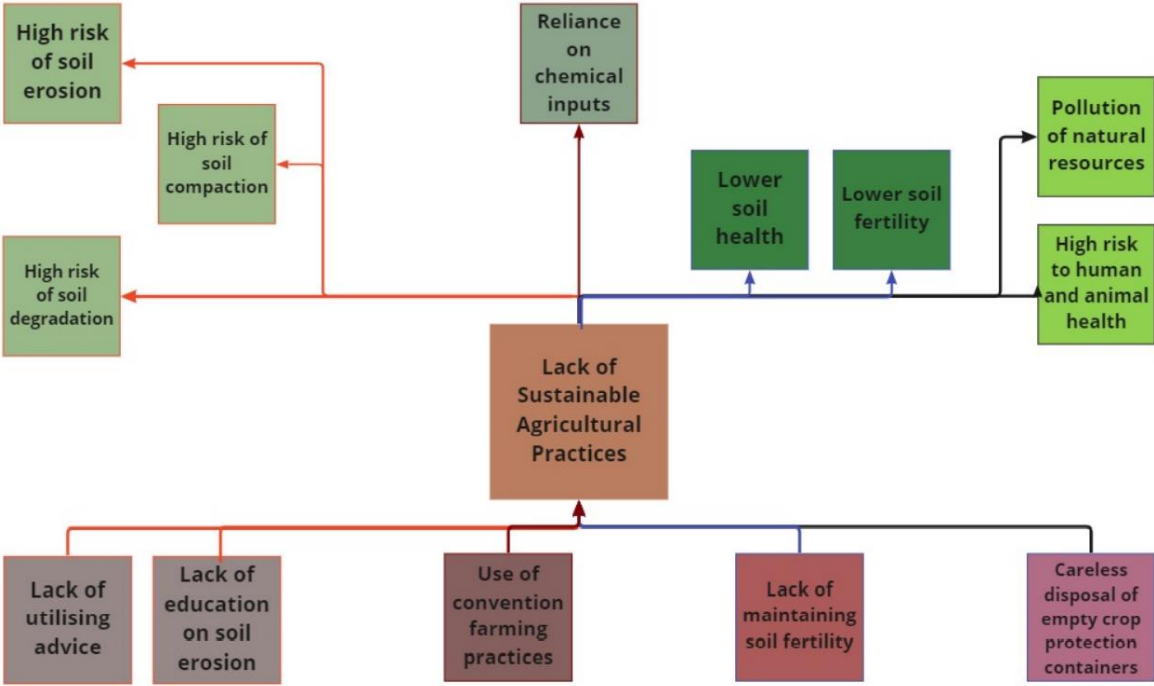 High risk
of soil
erosion
Reliance
on
chemical
inputs
High risk of
soil
compaction
Pollution
of natural
resources
Lower
soil
health
Lower soil
fertility
High risk
of soil
degradation
High risk
to human
and animal
health
Lack of
Sustainable
Agricultural
Practices
Lack of
utilising
advice
Lack of
education
on soil
erosion
Use of
convention
farming
practices
Lack of
maintaining
soil fertility
Careless
disposal of
empty crop
protection
containers